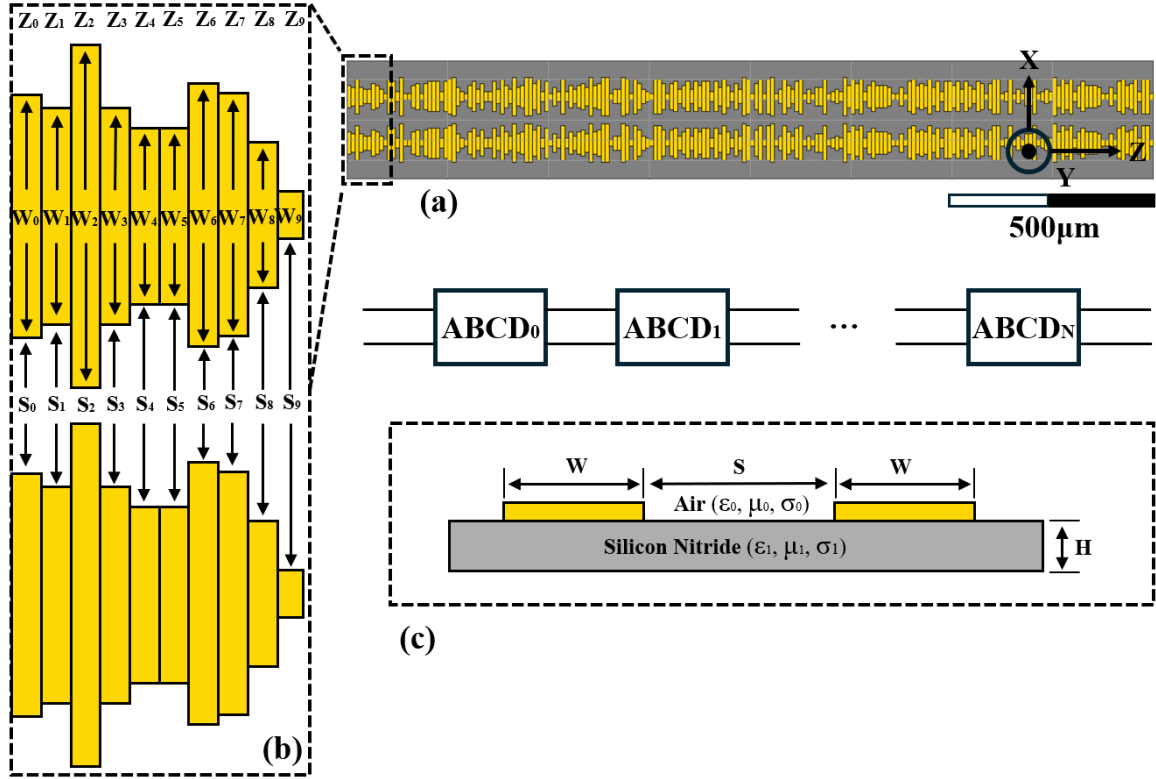 Z₀ Z₁ Z₂ Z₃ Z₄ Z₅ Z₆ Z₇ Z₈ Z₉
W₀ W₁ W₂ W₃ W₄ W₅ W₆ W₇ W₈ W₉
S₀ S₁ S₂ S₃ S₄ S₅ S₆ S₇ S₈ S₉
(b)
X
Z
Y
(a)
500μm
ABCD₀ ABCD₁ ... ABCD_N
W S W
Air (ε₀, μ₀, σ₀)
Silicon Nitride (ε₁, μ₁, σ₁)
H
(c)